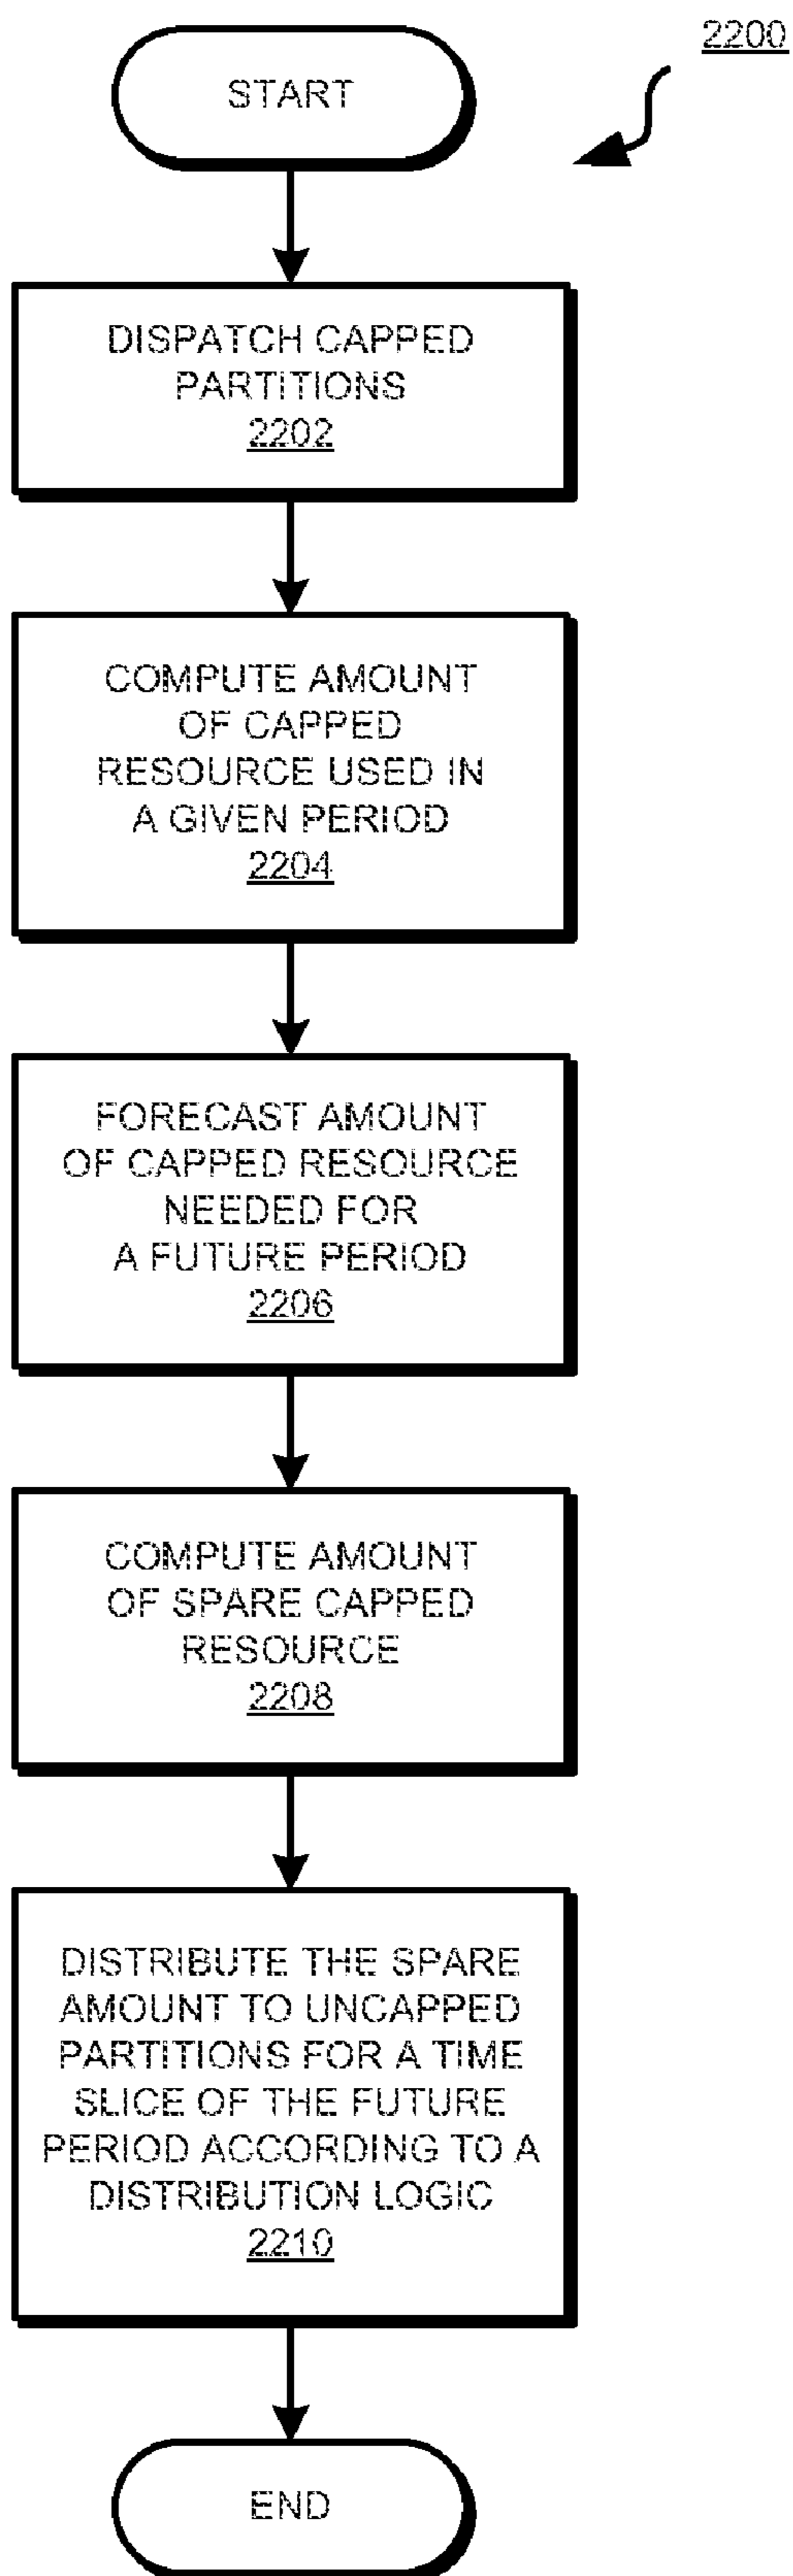 2200
START
DISPATCH CAPPED
PARTITIONS
2202
COMPUTE AMOUNT
OF CAPPED
RESOURCE USED IN
A GIVEN PERIOD
2204
FORECAST AMOUNT
OF CAPPED RESOURCE
NEEDED FOR
A FUTURE PERIOD
2206
COMPUTE AMOUNT
OF SPARE CAPPED
RESOURCE
2208
DISTRIBUTE THE SPARE
AMOUNT TO UNCAPPED
PARTITIONS FOR A TIME
SLICE OF THE FUTURE
PERIOD ACCORDING TO A
DISTRIBUTION LOGIC
2210
END